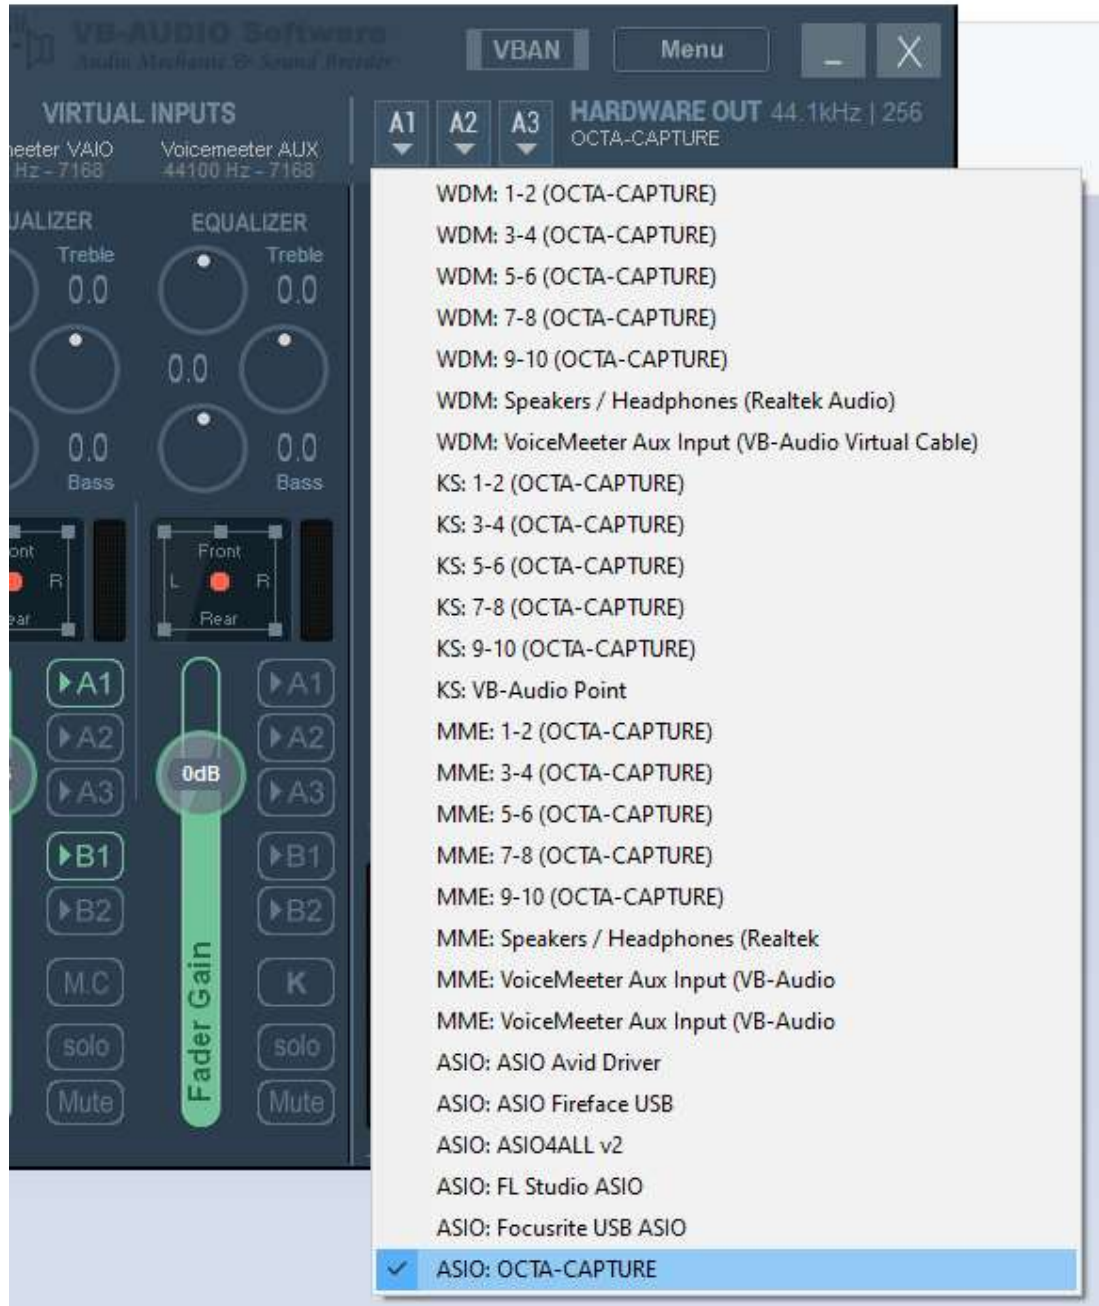 VB-AUDIO Software
Audio Mechanic & Sound Breeder
VBAN
Menu
X
VIRTUAL INPUTS
eeter VAIO
Hz - 7168
Voicemeeter AUX
44100 Hz - 7168
A1
A2
A3
HARDWARE OUT 44.1kHz | 256
OCTA-CAPTURE
UALIZER
EQUALIZER
Treble
0.0
Treble
0.0
0.0
0.0
Bass
0.0
Bass
ont
R
ear
Front
L
R
Rear
A1
A2
A3
B1
B2
M.C
solo
Mute
0dB
Fader Gain
A1
A2
A3
B1
B2
K
solo
Mute
WDM: 1-2 (OCTA-CAPTURE)
WDM: 3-4 (OCTA-CAPTURE)
WDM: 5-6 (OCTA-CAPTURE)
WDM: 7-8 (OCTA-CAPTURE)
WDM: 9-10 (OCTA-CAPTURE)
WDM: Speakers / Headphones (Realtek Audio)
WDM: VoiceMeeter Aux Input (VB-Audio Virtual Cable)
KS: 1-2 (OCTA-CAPTURE)
KS: 3-4 (OCTA-CAPTURE)
KS: 5-6 (OCTA-CAPTURE)
KS: 7-8 (OCTA-CAPTURE)
KS: 9-10 (OCTA-CAPTURE)
KS: VB-Audio Point
MME: 1-2 (OCTA-CAPTURE)
MME: 3-4 (OCTA-CAPTURE)
MME: 5-6 (OCTA-CAPTURE)
MME: 7-8 (OCTA-CAPTURE)
MME: 9-10 (OCTA-CAPTURE)
MME: Speakers / Headphones (Realtek
MME: VoiceMeeter Aux Input (VB-Audio
MME: VoiceMeeter Aux Input (VB-Audio
ASIO: ASIO Avid Driver
ASIO: ASIO Fireface USB
ASIO: ASIO4ALL v2
ASIO: FL Studio ASIO
ASIO: Focusrite USB ASIO
ASIO: OCTA-CAPTURE